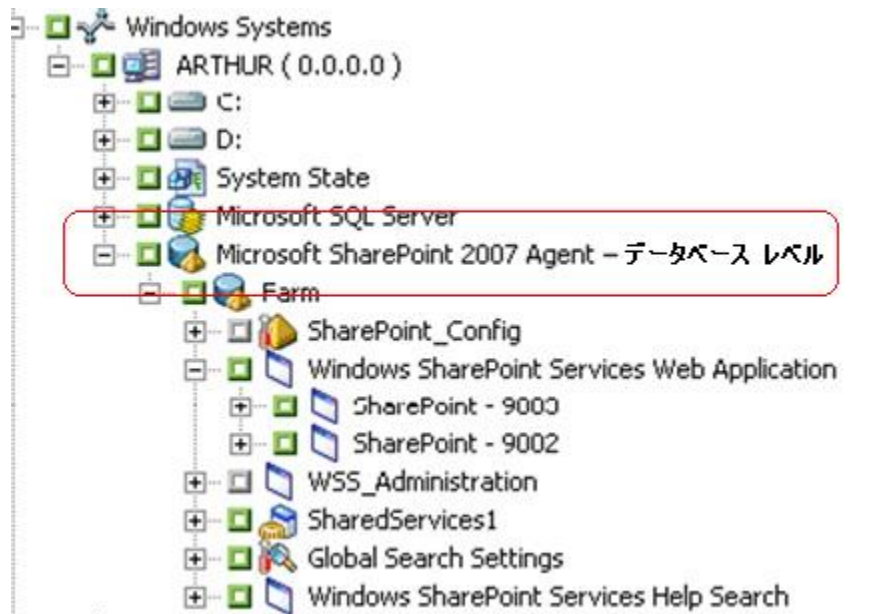 Windows Systems
ARTHUR ( 0.0.0.0 )
C:
D:
System State
Microsoft SQL Server
Microsoft SharePoint 2007 Agent – データベース レベル
Farm
SharePoint_Config
Windows SharePoint Services Web Application
SharePoint - 9003
SharePoint - 9002
WSS_Administration
SharedServices1
Global Search Settings
Windows SharePoint Services Help Search